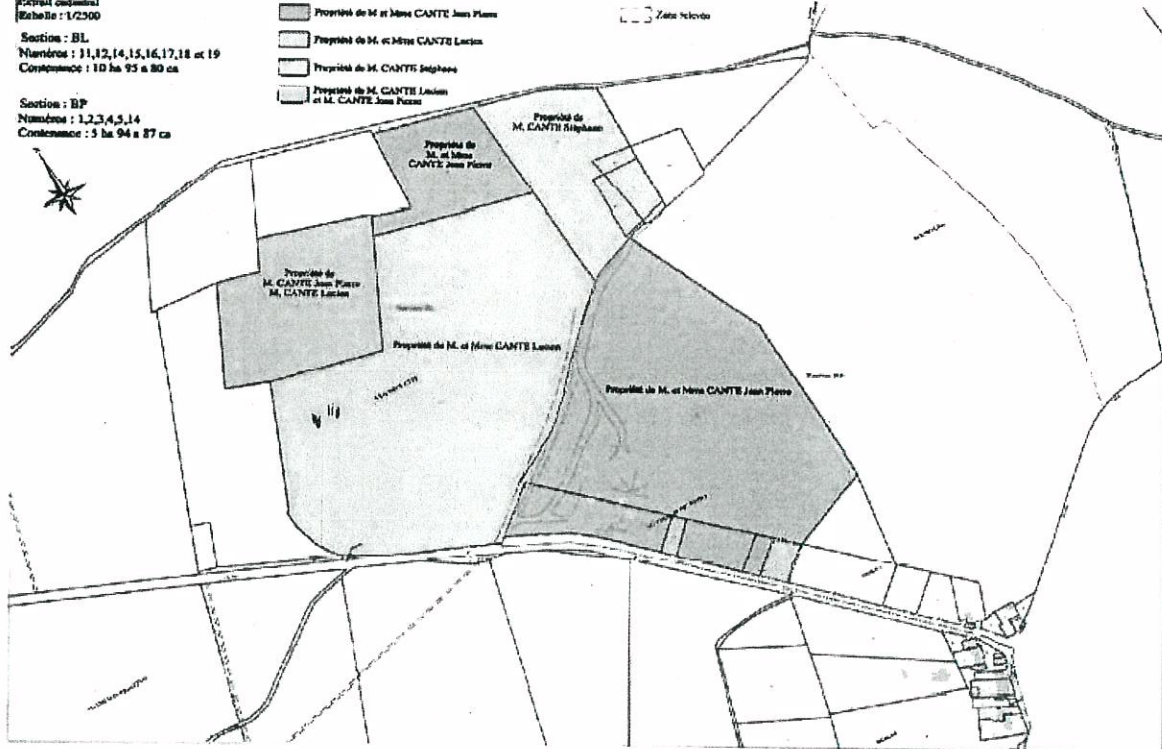 Extrait cadastral
Echelle : 1/2500
Section : BL
Numéros : 11,12,14,15,16,17,18 et 19
Contenance : 10 ha 95 a 80 ca
Section : BP
Numéros : 1,2,3,4,5,14
Contenance : 5 ha 94 a 87 ca
Propriété de M et Mme CANTE Jean Pierre
Propriété de M. et Mme CANTE Lucien
Propriété de M. CANTE Stéphane
Propriété de M. CANTE Lucien
et M. CANTE Jean Pierre
Propriété de
M. CANTE Stéphane
Propriété de
M. et Mme
CANTE Jean Pierre
Propriété de
M. CANTE Jean Pierre
M. CANTE Lucien
Section BL
Propriété de M. et Mme CANTE Lucien
Section BP
Propriété de M. et Mme CANTE Jean Pierre